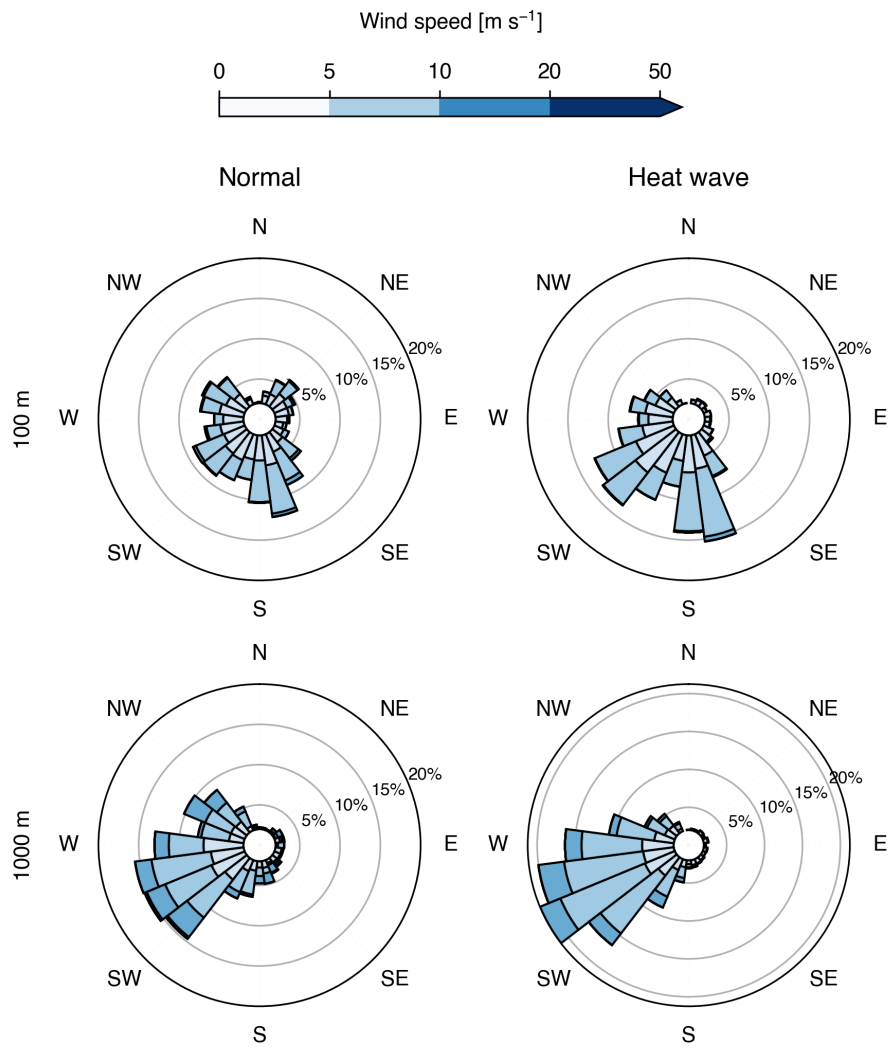 Wind speed [m s⁻¹]
0 5 10 20 50
Normal Heat wave
N N
NW NE NW NE
20% 20%
15% 15%
10% 10%
5% 5%
100 m
W E W E
SW SE SW SE
S S
N N
NW NE NW NE
20% 20%
15% 15%
10% 10%
5% 5%
1000 m
W E W E
SW SE SW SE
S S